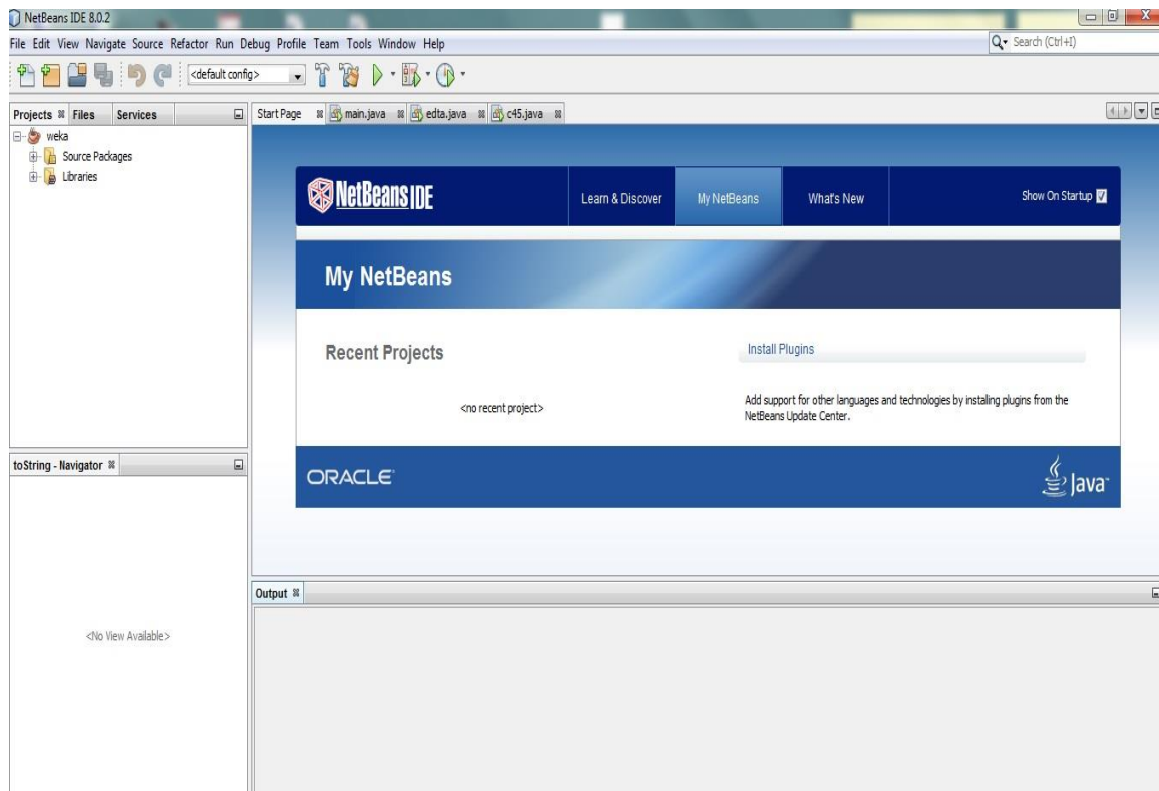 NetBeans IDE 8.0.2
File Edit View Navigate Source Refactor Run Debug Profile Team Tools Window Help
Search (Ctrl+I)
<default config>
Projects Files Services
Start Page main.java edta.java c45.java
weka
Source Packages
Libraries
NetBeans IDE
Learn & Discover
My NetBeans
What's New
Show On Startup
My NetBeans
Recent Projects
<no recent project>
Install Plugins
Add support for other languages and technologies by installing plugins from the
NetBeans Update Center.
ORACLE
Java
toString - Navigator
<No View Available>
Output